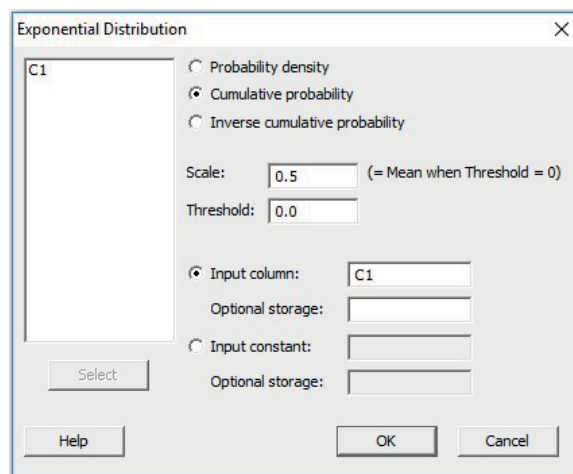 Exponential Distribution
C1
Probability density
Cumulative probability
Inverse cumulative probability
Scale: 0.5 (= Mean when Threshold = 0)
Threshold: 0.0
Input column: C1
Optional storage:
Input constant:
Optional storage:
Select
Help OK Cancel